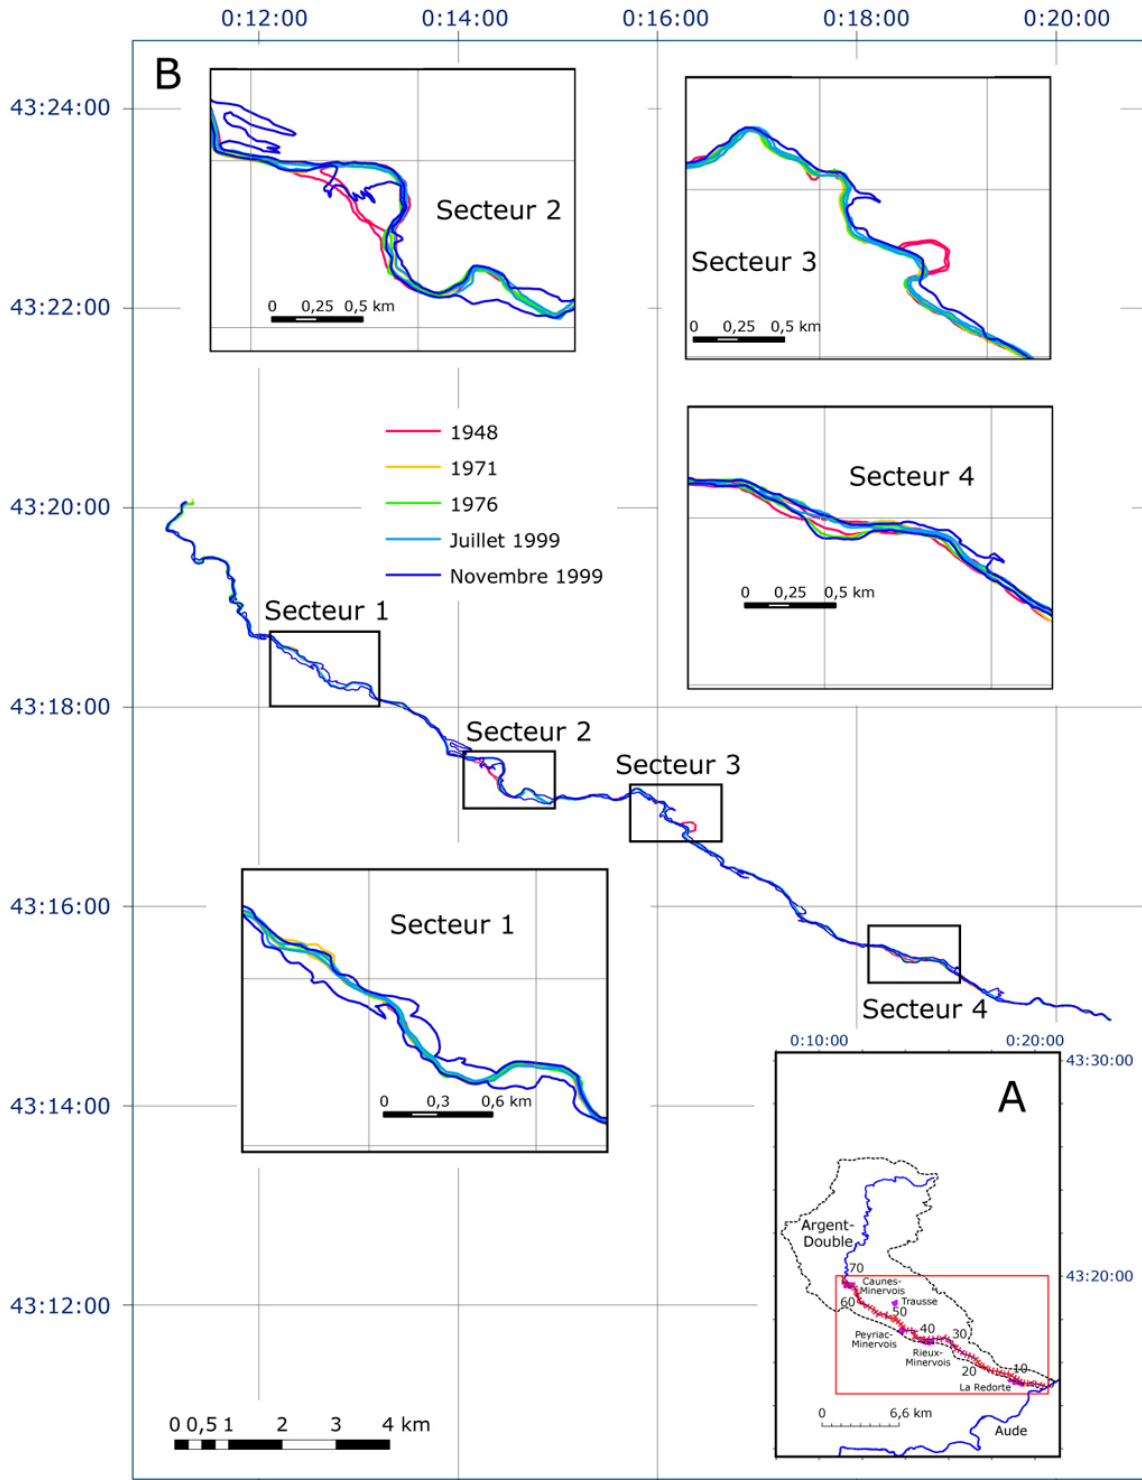 0:12:00 0:14:00 0:16:00 0:18:00 0:20:00
B
43:24:00
Secteur 2
0 0,25 0,5 km
Secteur 3
0 0,25 0,5 km
43:22:00
1948
1971
1976
Juillet 1999
Novembre 1999
Secteur 4
0 0,25 0,5 km
43:20:00
Secteur 1
43:18:00
Secteur 2
Secteur 3
43:16:00
Secteur 1
0 0,3 0,6 km
Secteur 4
43:14:00
43:12:00
0 0,5 1 2 3 4 km
0:10:00 0:20:00
43:30:00
A
Argent-
Double
43:20:00
70
Caunes-
Minervois
60
Trausse
50
40
30
Peyriac-
Minervois
Rieux-
Minervois
20
10
La Redorte
0 6,6 km
Aude